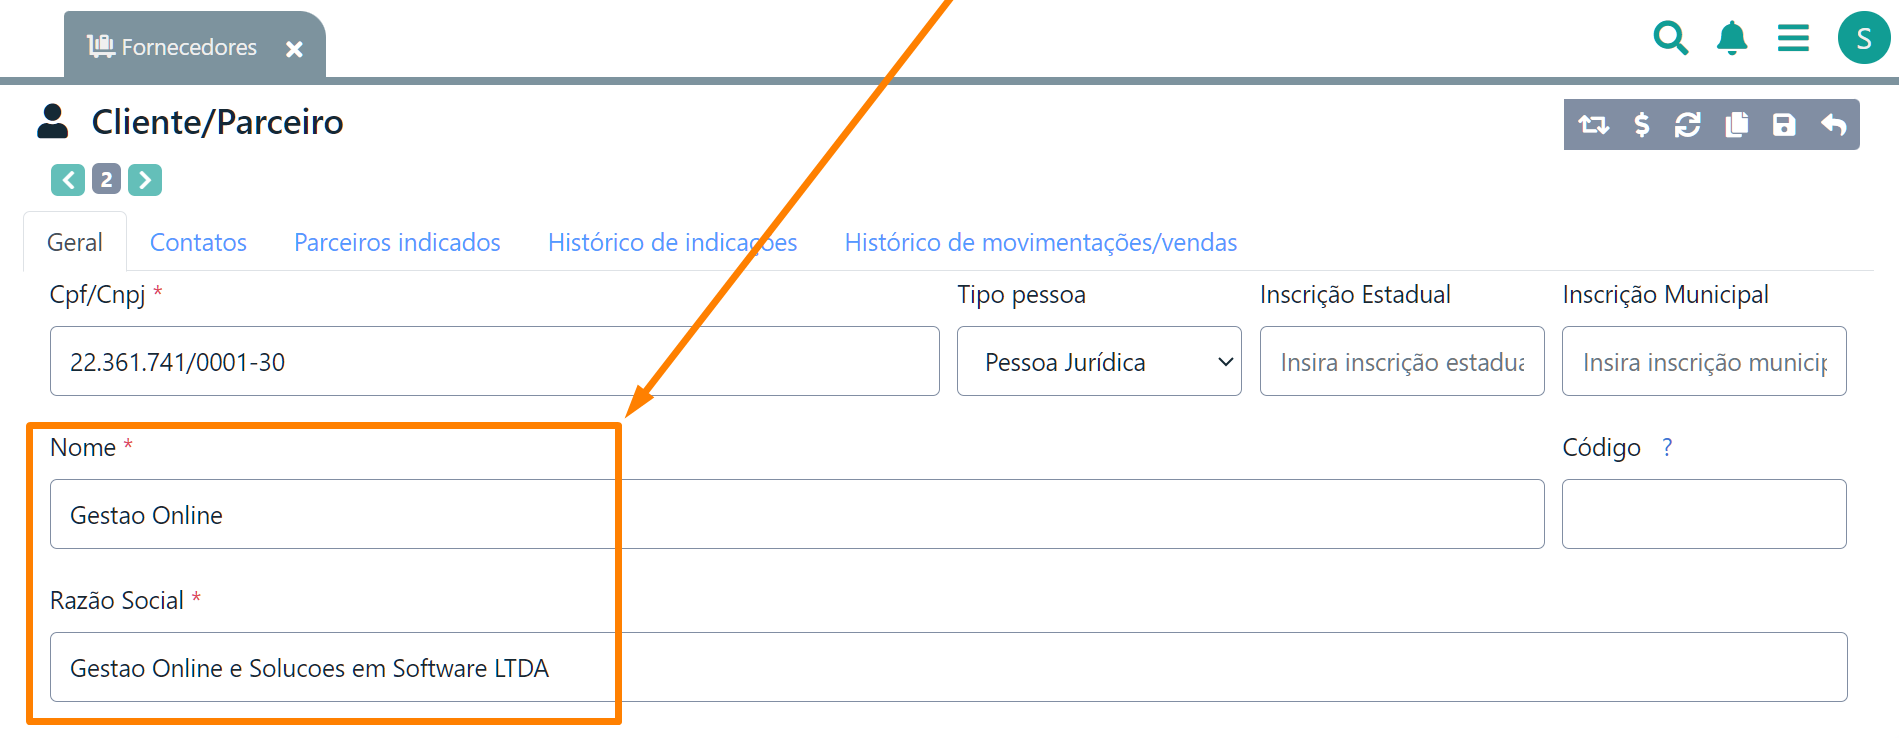 Fornecedores
S
Cliente/Parceiro
2
Geral Contatos Parceiros indicados Histórico de indicações Histórico de movimentações/vendas
Cpf/Cnpj * Tipo pessoa Inscrição Estadual Inscrição Municipal
22.361.741/0001-30 Pessoa Jurídica Insira inscrição estadua Insira inscrição municip
Nome * Código ?
Gestao Online
Razão Social *
Gestao Online e Solucoes em Software LTDA